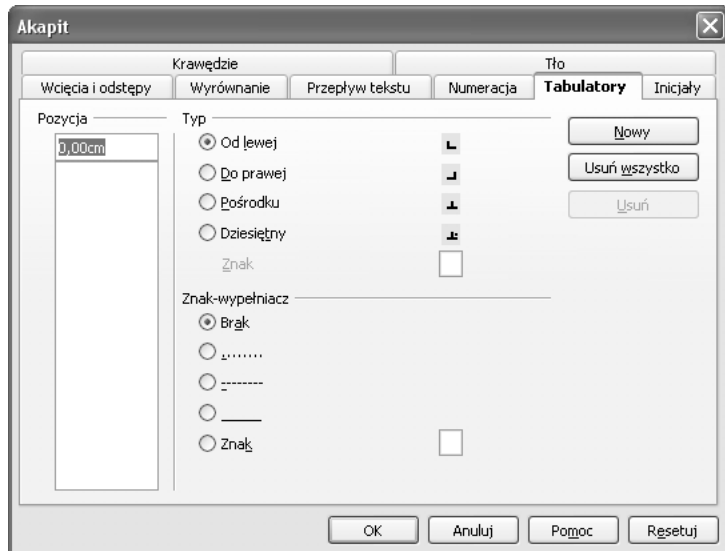 Akapit
Krawędzie Tło
Wcięcia i odstępy Wyrównanie Przepływ tekstu Numeracja Tabulatory Inicjały
Pozycja
0,00cm
Typ
Od lewej
Do prawej
Pośrodku
Dziesiętny
Znak
Znak-wypełniacz
Brak
.........
--------
_____
Znak
Nowy
Usuń wszystko
Usuń
OK Anuluj Pomoc Resetuj